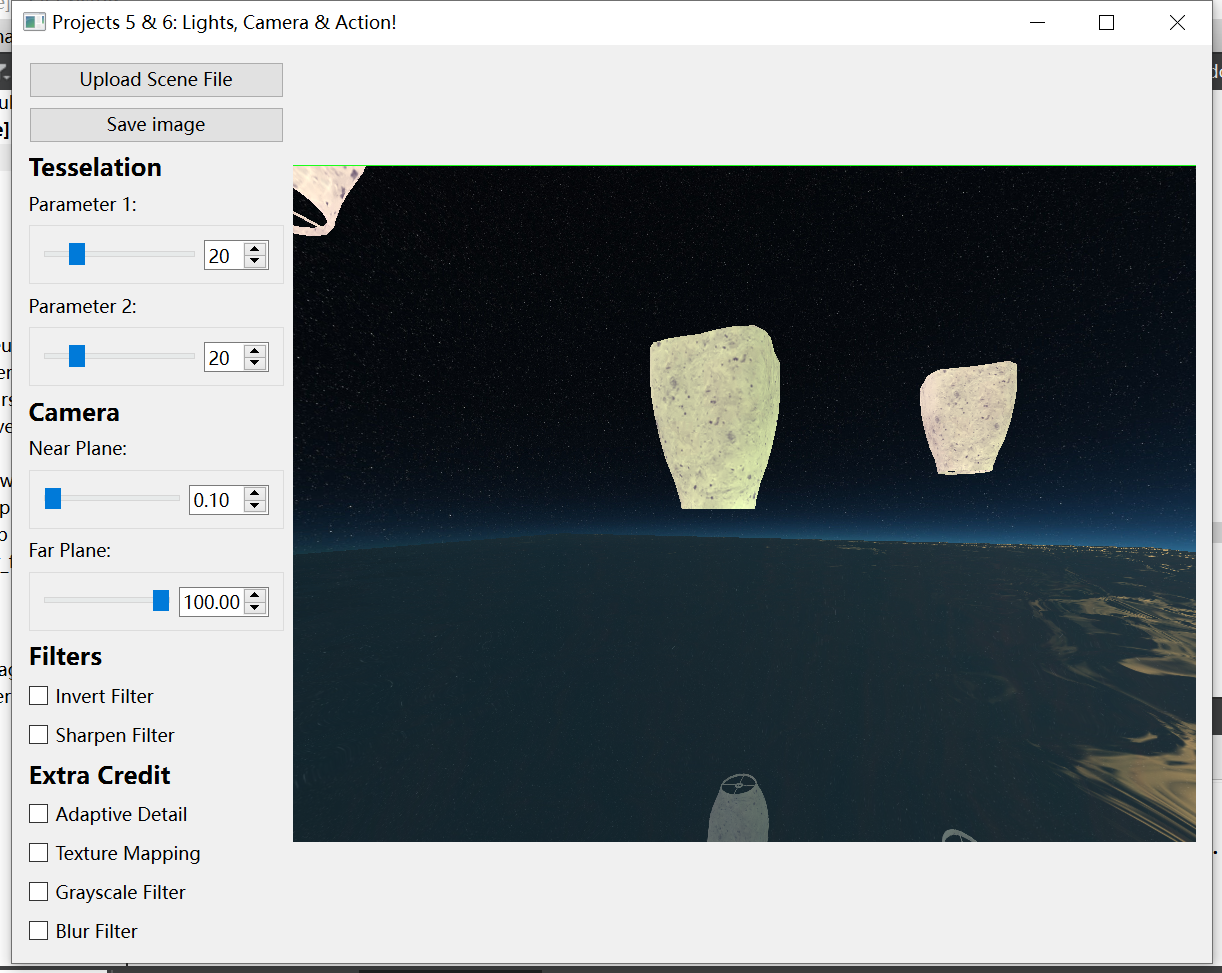 Projects 5 & 6: Lights, Camera & Action!
Upload Scene File
Save image
Tesselation
Parameter 1:
20
Parameter 2:
20
Camera
Near Plane:
0.10
Far Plane:
100.00
Filters
Invert Filter
Sharpen Filter
Extra Credit
Adaptive Detail
Texture Mapping
Grayscale Filter
Blur Filter